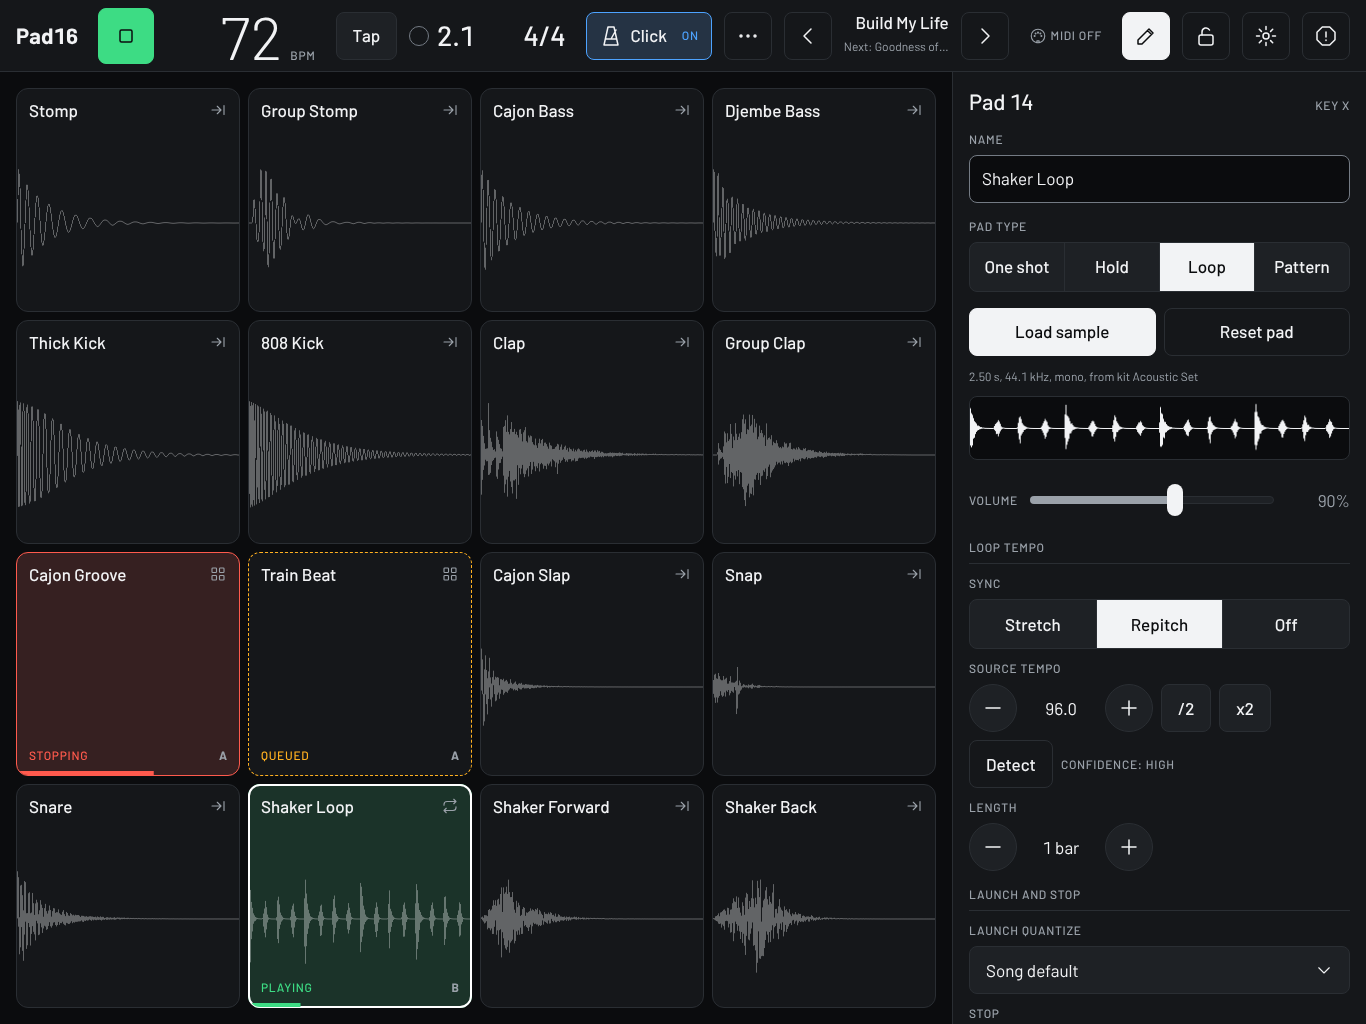 Pad16
72 BPM
Tap
2.1
4/4
Click ON
Build My Life
Next: Goodness of...
MIDI OFF
Stomp
Group Stomp
Cajon Bass
Djembe Bass
Thick Kick
808 Kick
Clap
Group Clap
Cajon Groove
STOPPING A
Train Beat
QUEUED A
Cajon Slap
Snap
Snare
Shaker Loop
PLAYING B
Shaker Forward
Shaker Back
Pad 14
KEY X
NAME
Shaker Loop
PAD TYPE
One shot Hold Loop Pattern
Load sample Reset pad
2.50 s, 44.1 kHz, mono, from kit Acoustic Set
VOLUME 90%
LOOP TEMPO
SYNC
Stretch Repitch Off
SOURCE TEMPO
96.0 /2 x2
Detect CONFIDENCE: HIGH
LENGTH
1 bar
LAUNCH AND STOP
LAUNCH QUANTIZE
Song default
STOP